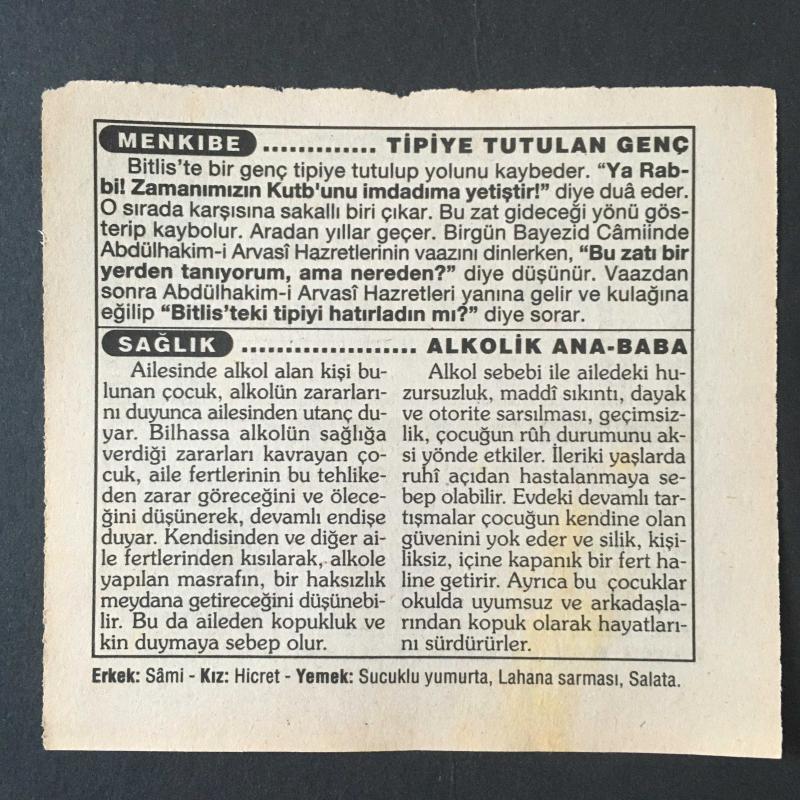 MENKIBE ............. TİPİYE TUTULAN GENÇ
Bitlis'te bir genç tipiye tutulup yolunu kaybeder. “Ya Rab-
bi! Zamanımızın Kutb'unu imdadıma yetiştir!” diye duâ eder.
O sırada karşısına sakallı biri çıkar. Bu zat gideceği yönü gös-
terip kaybolur. Aradan yıllar geçer. Birgün Bayezid Câmiinde
Abdülhakim-i Arvasî Hazretlerinin vaazını dinlerken, “Bu zatı bir
yerden tanıyorum, ama nereden?” diye düşünür. Vaazdan
sonra Abdülhakim-i Arvasî Hazretleri yanına gelir ve kulağına
eğilip “Bitlis'teki tipiyi hatırladın mı?” diye sorar.
SAĞLIK .................... ALKOLİK ANA-BABA
Ailesinde alkol alan kişi bu-
lunan çocuk, alkolün zararları-
nı duyunca ailesinden utanç du-
yar. Bilhassa alkolün sağlığa
verdiği zararları kavrayan ço-
cuk, aile fertlerinin bu tehlike-
den zarar göreceğini ve ölece-
ğini düşünerek, devamlı endişe
duyar. Kendisinden ve diğer ai-
le fertlerinden kısılarak, alkole
yapılan masrafın, bir haksızlık
meydana getireceğini düşünebi-
lir. Bu da aileden kopukluk ve
kin duymaya sebep olur.
Alkol sebebi ile ailedeki hu-
zursuzluk, maddî sıkıntı, dayak
ve otorite sarsılması, geçimsiz-
lik, çocuğun rûh durumunu ak-
si yönde etkiler. İleriki yaşlarda
ruhî açıdan hastalanmaya se-
bep olabilir. Evdeki devamlı tar-
tışmalar çocuğun kendine olan
güvenini yok eder ve silik, kişi-
liksiz, içine kapanık bir fert ha-
line getirir. Ayrıca bu çocuklar
okulda uyumsuz ve arkadaşla-
rından kopuk olarak hayatları-
nı sürdürürler.
Erkek: Sâmi - Kız: Hicret - Yemek: Sucuklu yumurta, Lahana sarması, Salata.